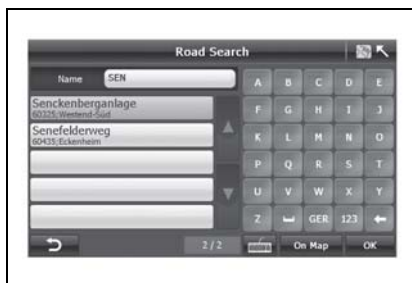 Road Search
Name SEN
A B C D E
Senckenberganlage
60325;Westend-Süd
F G H I J
Senefelderweg
60435;Eckenheim
K L M N O
P Q R S T
U V W X Y
Z GER 123
2/2 On Map OK